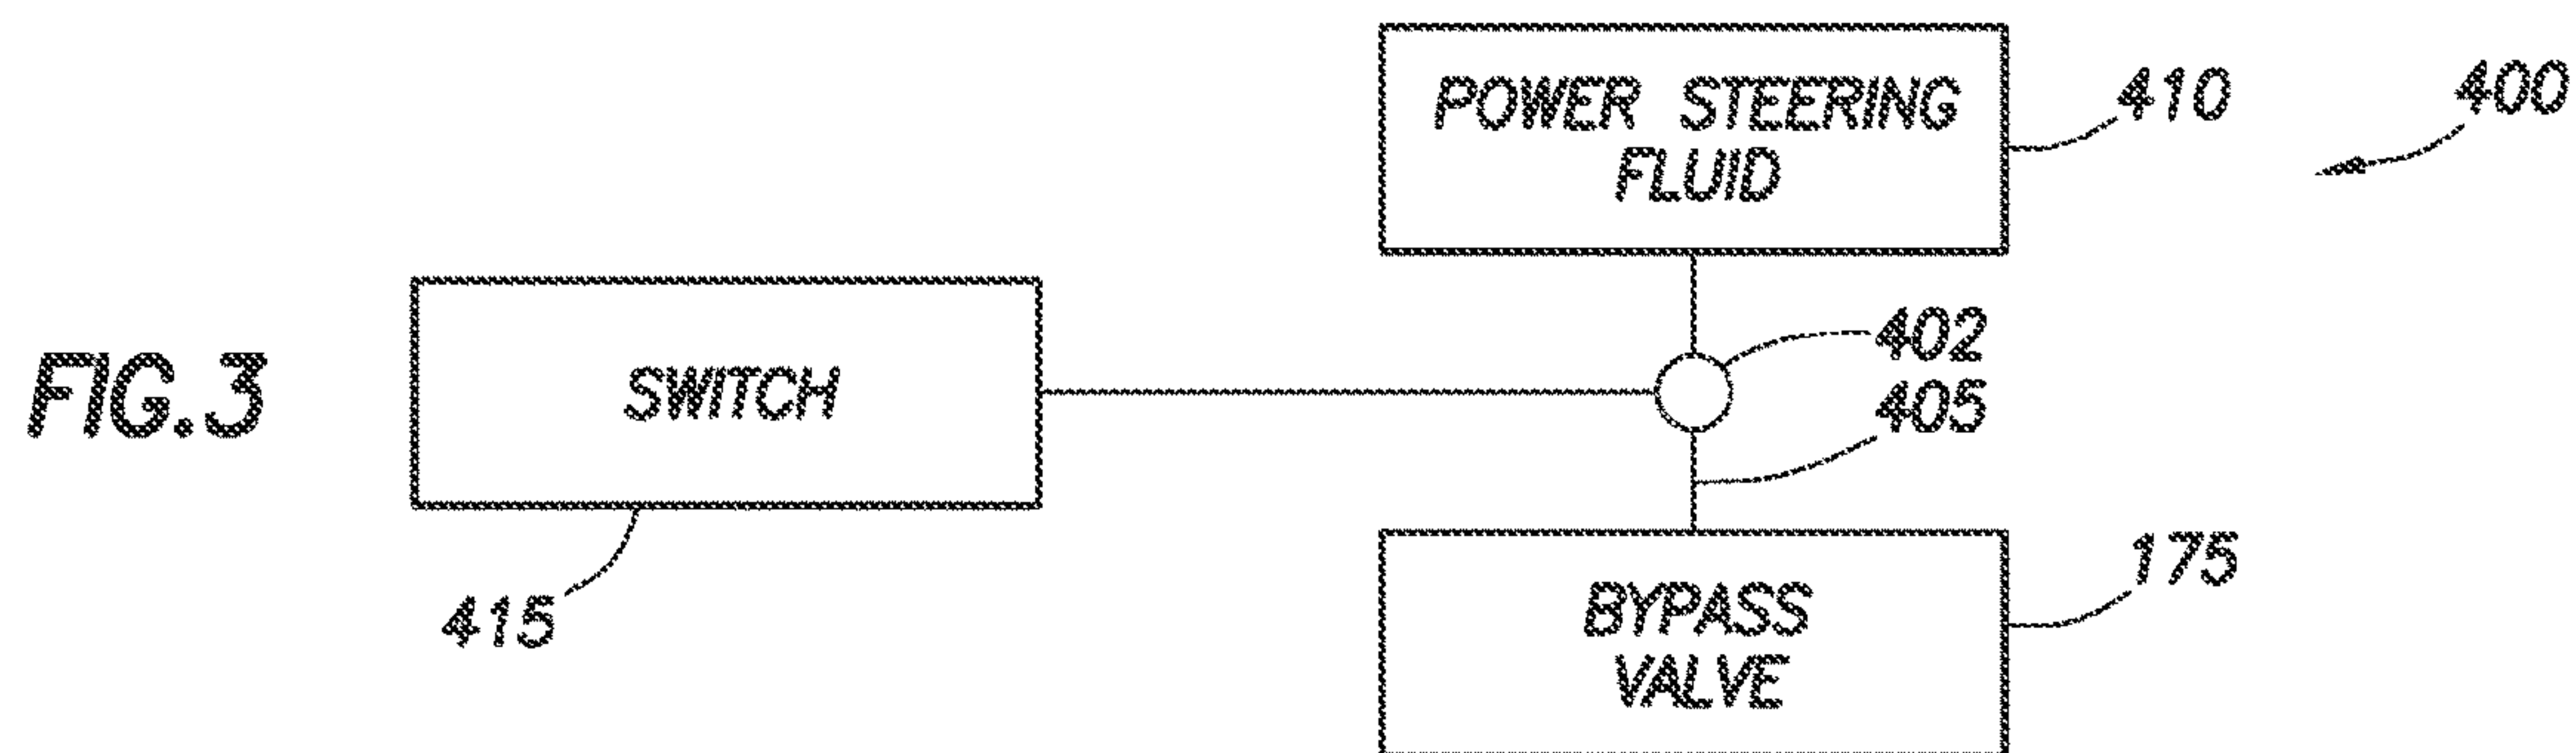 POWER STEERING
FLUID
410
400
FIG.3
SWITCH
402
405
415
BYPASS
VALVE
175